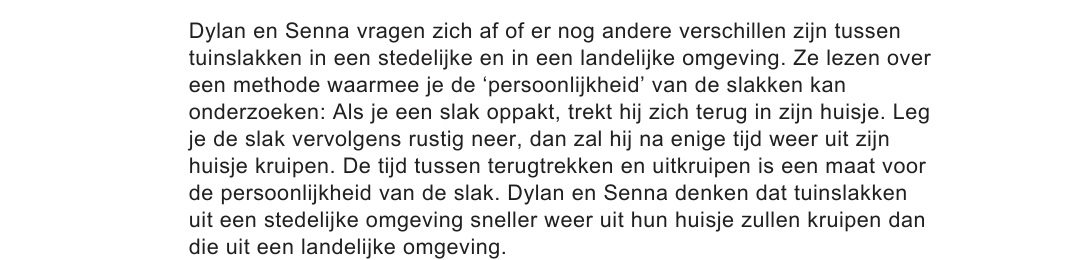 Dylan en Senna vragen zich af of er nog andere verschillen zijn tussen
tuinslakken in een stedelijke en in een landelijke omgeving. Ze lezen over
een methode waarmee je de ‘persoonlijkheid’ van de slakken kan
onderzoeken: Als je een slak oppakt, trekt hij zich terug in zijn huisje. Leg
je de slak vervolgens rustig neer, dan zal hij na enige tijd weer uit zijn
huisje kruipen. De tijd tussen terugtrekken en uitkruipen is een maat voor
de persoonlijkheid van de slak. Dylan en Senna denken dat tuinslakken
uit een stedelijke omgeving sneller weer uit hun huisje zullen kruipen dan
die uit een landelijke omgeving.